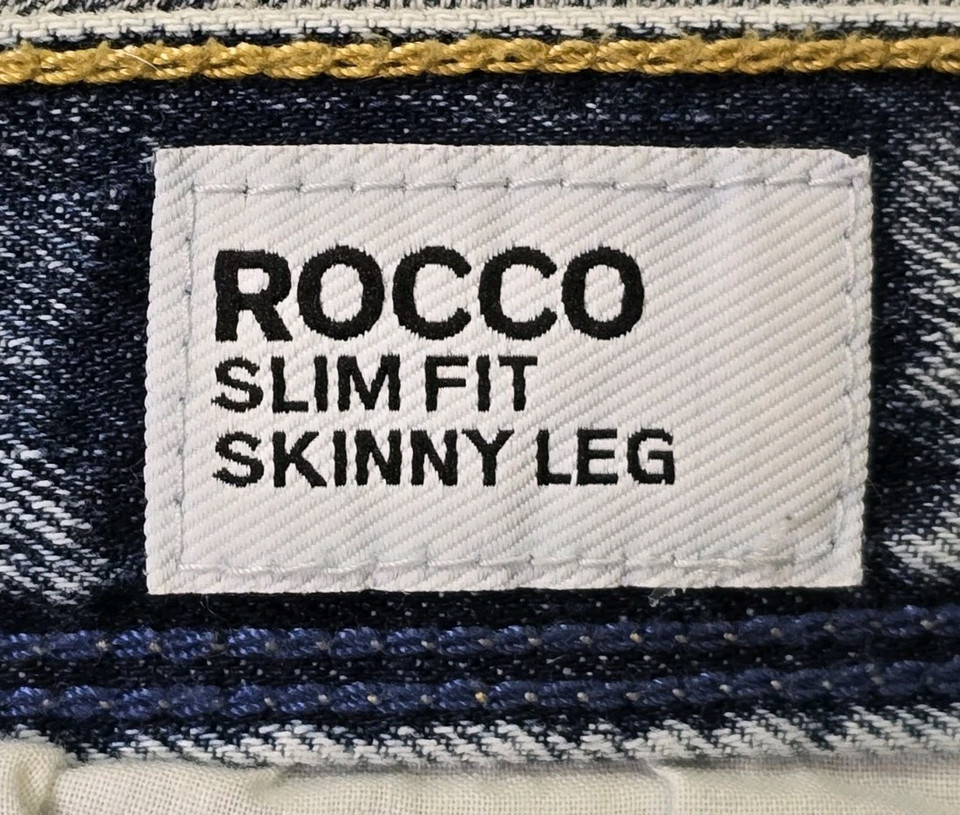 ROCCO
SLIM FIT
SKINNY LEG